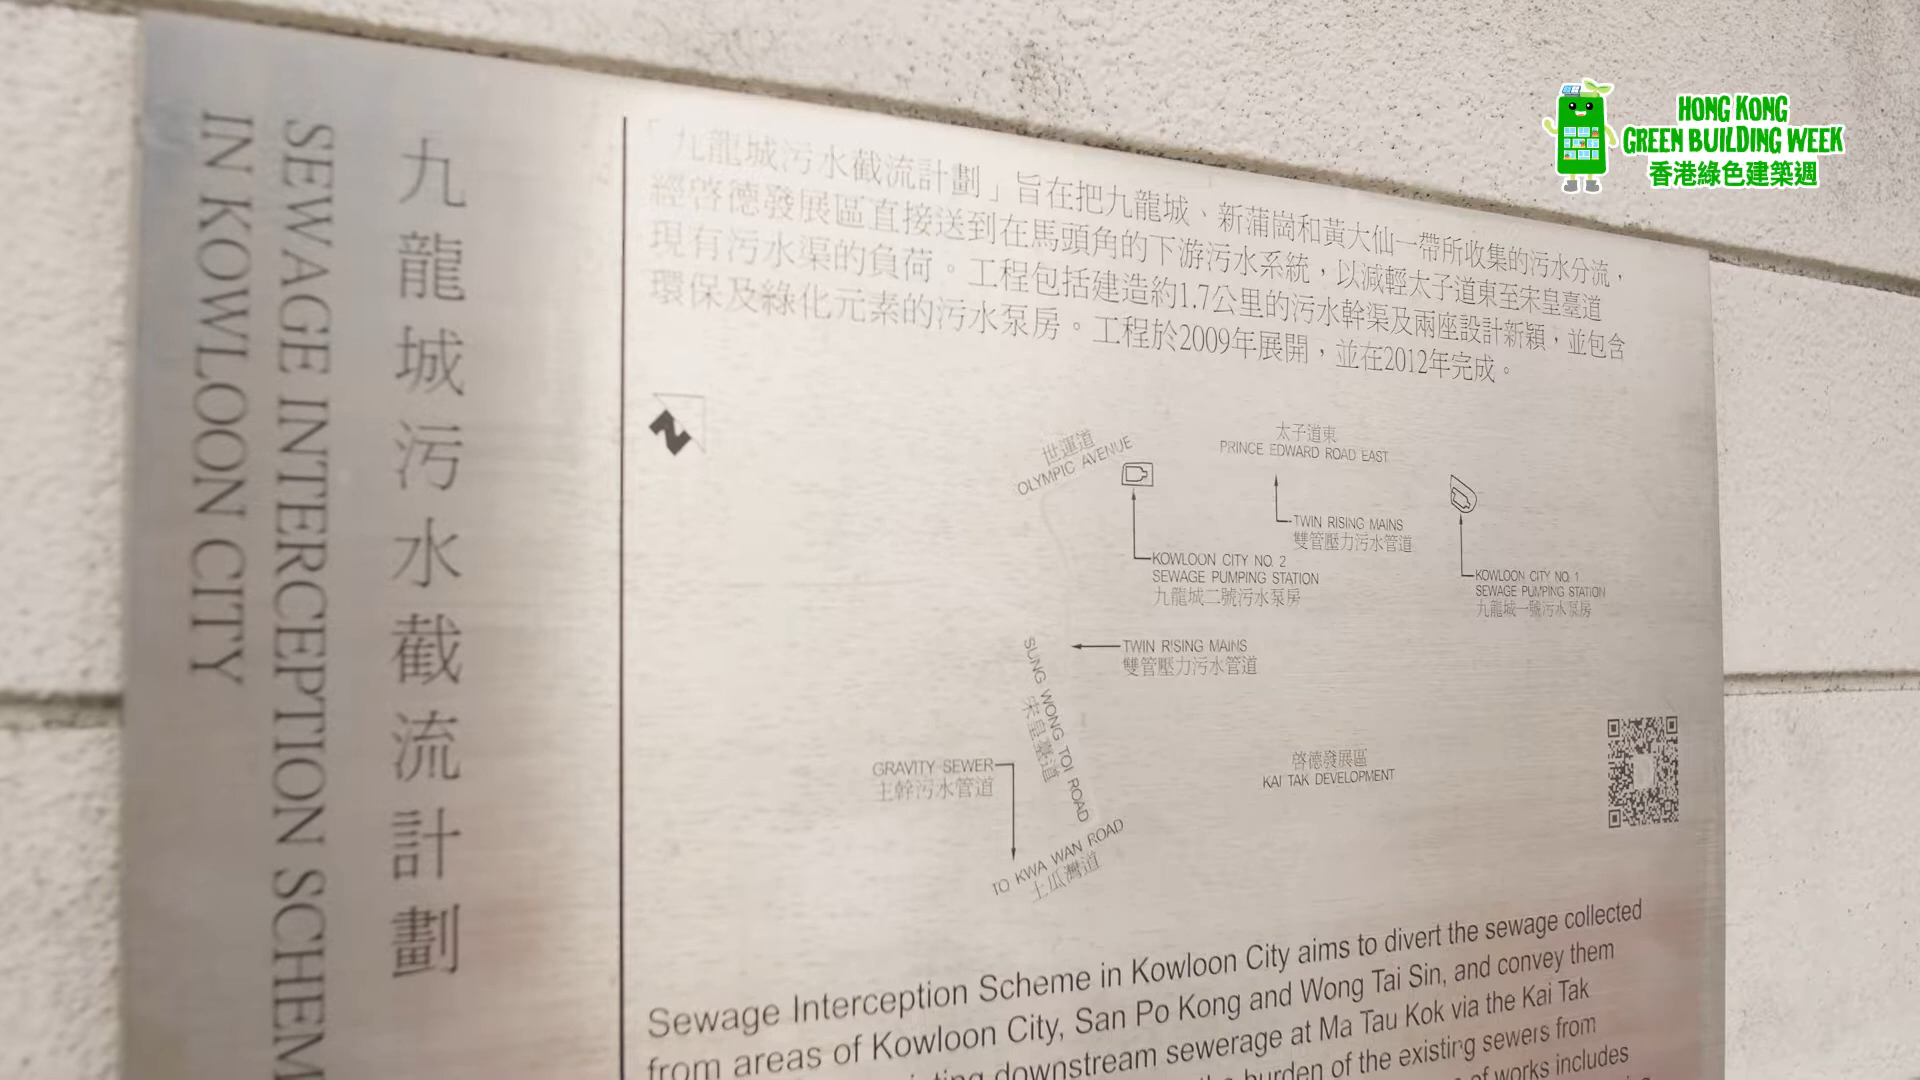 HONG KONG
GREEN BUILDING WEEK
香港綠色建築週
九龍城污水截流計劃
SEWAGE INTERCEPTION SCHEM
IN KOWLOON CITY
「九龍城污水截流計劃」旨在把九龍城、新蒲崗和黃大仙一帶所收集的污水分流，
經啓德發展區直接送到在馬頭角的下游污水系統，以減輕太子道東至宋皇臺道
現有污水渠的負荷。工程包括建造約1.7公里的污水幹渠及兩座設計新穎，並包含
環保及綠化元素的污水泵房。工程於2009年展開，並在2012年完成。
世運道
OLYMPIC AVENUE
太子道東
PRINCE EDWARD ROAD EAST
TWIN RISING MAINS
雙管壓力污水管道
KOWLOON CITY NO. 2
SEWAGE PUMPING STATION
九龍城二號污水泵房
KOWLOON CITY NO. 1
SEWAGE PUMPING STATION
九龍城一號污水泵房
TWIN RISING MAINS
雙管壓力污水管道
SUNG WONG TOI ROAD
宋皇臺道
GRAVITY SEWER
主幹污水管道
啓德發展區
KAI TAK DEVELOPMENT
TO KWA WAN ROAD
土瓜灣道
Sewage Interception Scheme in Kowloon City aims to divert the sewage collected
from areas of Kowloon City, San Po Kong and Wong Tai Sin, and convey them
downstream sewerage at Ma Tau Kok via the Kai Tak
burden of the existing sewers from
of works includes